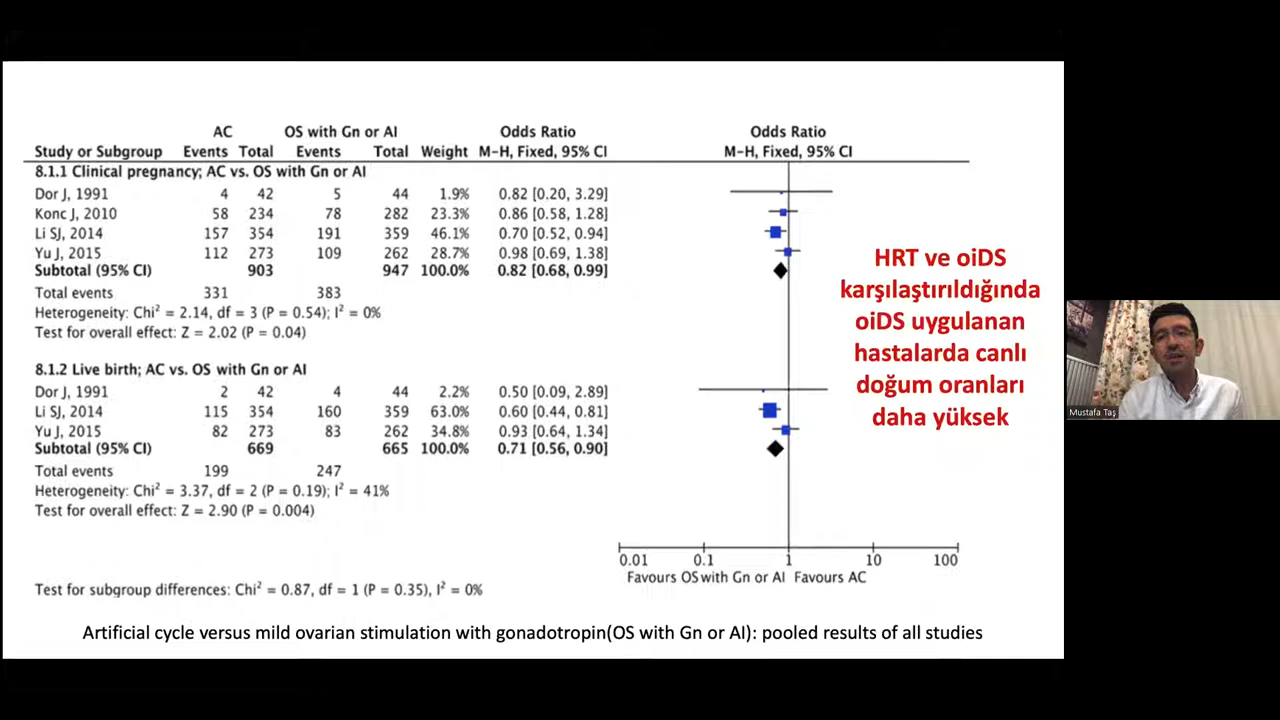 AC OS with Gn or AI Odds Ratio Odds Ratio
Study or Subgroup Events Total Events Total Weight M-H, Fixed, 95% CI M-H, Fixed, 95% CI
8.1.1 Clinical pregnancy; AC vs. OS with Gn or AI
Dor J, 1991 4 42 5 44 1.9% 0.82 [0.20, 3.29]
Konc J, 2010 58 234 78 282 23.3% 0.86 [0.58, 1.28]
Li SJ, 2014 157 354 191 359 46.1% 0.70 [0.52, 0.94]
Yu J, 2015 112 273 109 262 28.7% 0.98 [0.69, 1.38]
Subtotal (95% CI) 903 947 100.0% 0.82 [0.68, 0.99]
Total events 331 383
Heterogeneity: Chi² = 2.14, df = 3 (P = 0.54); I² = 0%
Test for overall effect: Z = 2.02 (P = 0.04)
8.1.2 Live birth; AC vs. OS with Gn or AI
Dor J, 1991 2 42 4 44 2.2% 0.50 [0.09, 2.89]
Li SJ, 2014 115 354 160 359 63.0% 0.60 [0.44, 0.81]
Yu J, 2015 82 273 83 262 34.8% 0.93 [0.64, 1.34]
Subtotal (95% CI) 669 665 100.0% 0.71 [0.56, 0.90]
Total events 199 247
Heterogeneity: Chi² = 3.37, df = 2 (P = 0.19); I² = 41%
Test for overall effect: Z = 2.90 (P = 0.004)
0.01 0.1 1 10 100
Favours OS with Gn or AI Favours AC
Test for subgroup differences: Chi² = 0.87, df = 1 (P = 0.35), I² = 0%
HRT ve oiDS
karşılaştırıldığında
oiDS uygulanan
hastalarda canlı
doğum oranları
daha yüksek
Artificial cycle versus mild ovarian stimulation with gonadotropin(OS with Gn or AI): pooled results of all studies
Mustafa Taş